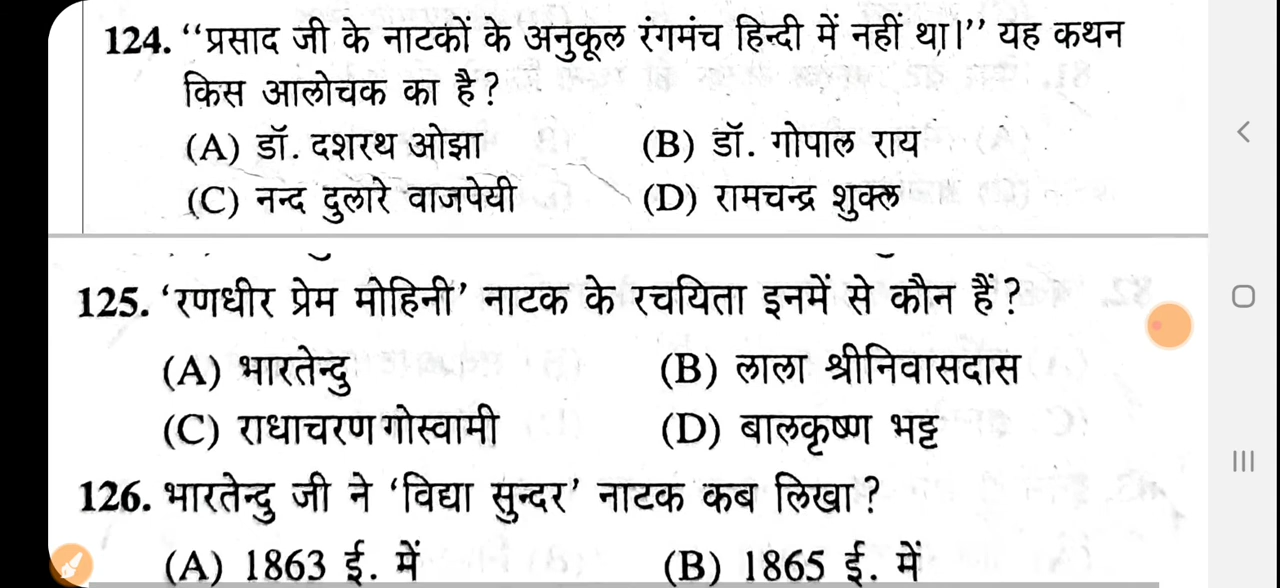 124. ‘‘प्रसाद जी के नाटकों के अनुकूल रंगमंच हिन्दी में नहीं था।’’ यह कथन
किस आलोचक का है?
(A) डॉ. दशरथ ओझा (B) डॉ. गोपाल राय
(C) नन्द दुलारे वाजपेयी (D) रामचन्द्र शुक्ल
125. ‘रणधीर प्रेम मोहिनी’ नाटक के रचयिता इनमें से कौन हैं?
(A) भारतेन्दु (B) लाला श्रीनिवासदास
(C) राधाचरण गोस्वामी (D) बालकृष्ण भट्ट
126. भारतेन्दु जी ने ‘विद्या सुन्दर’ नाटक कब लिखा?
(A) 1863 ई. में (B) 1865 ई. में